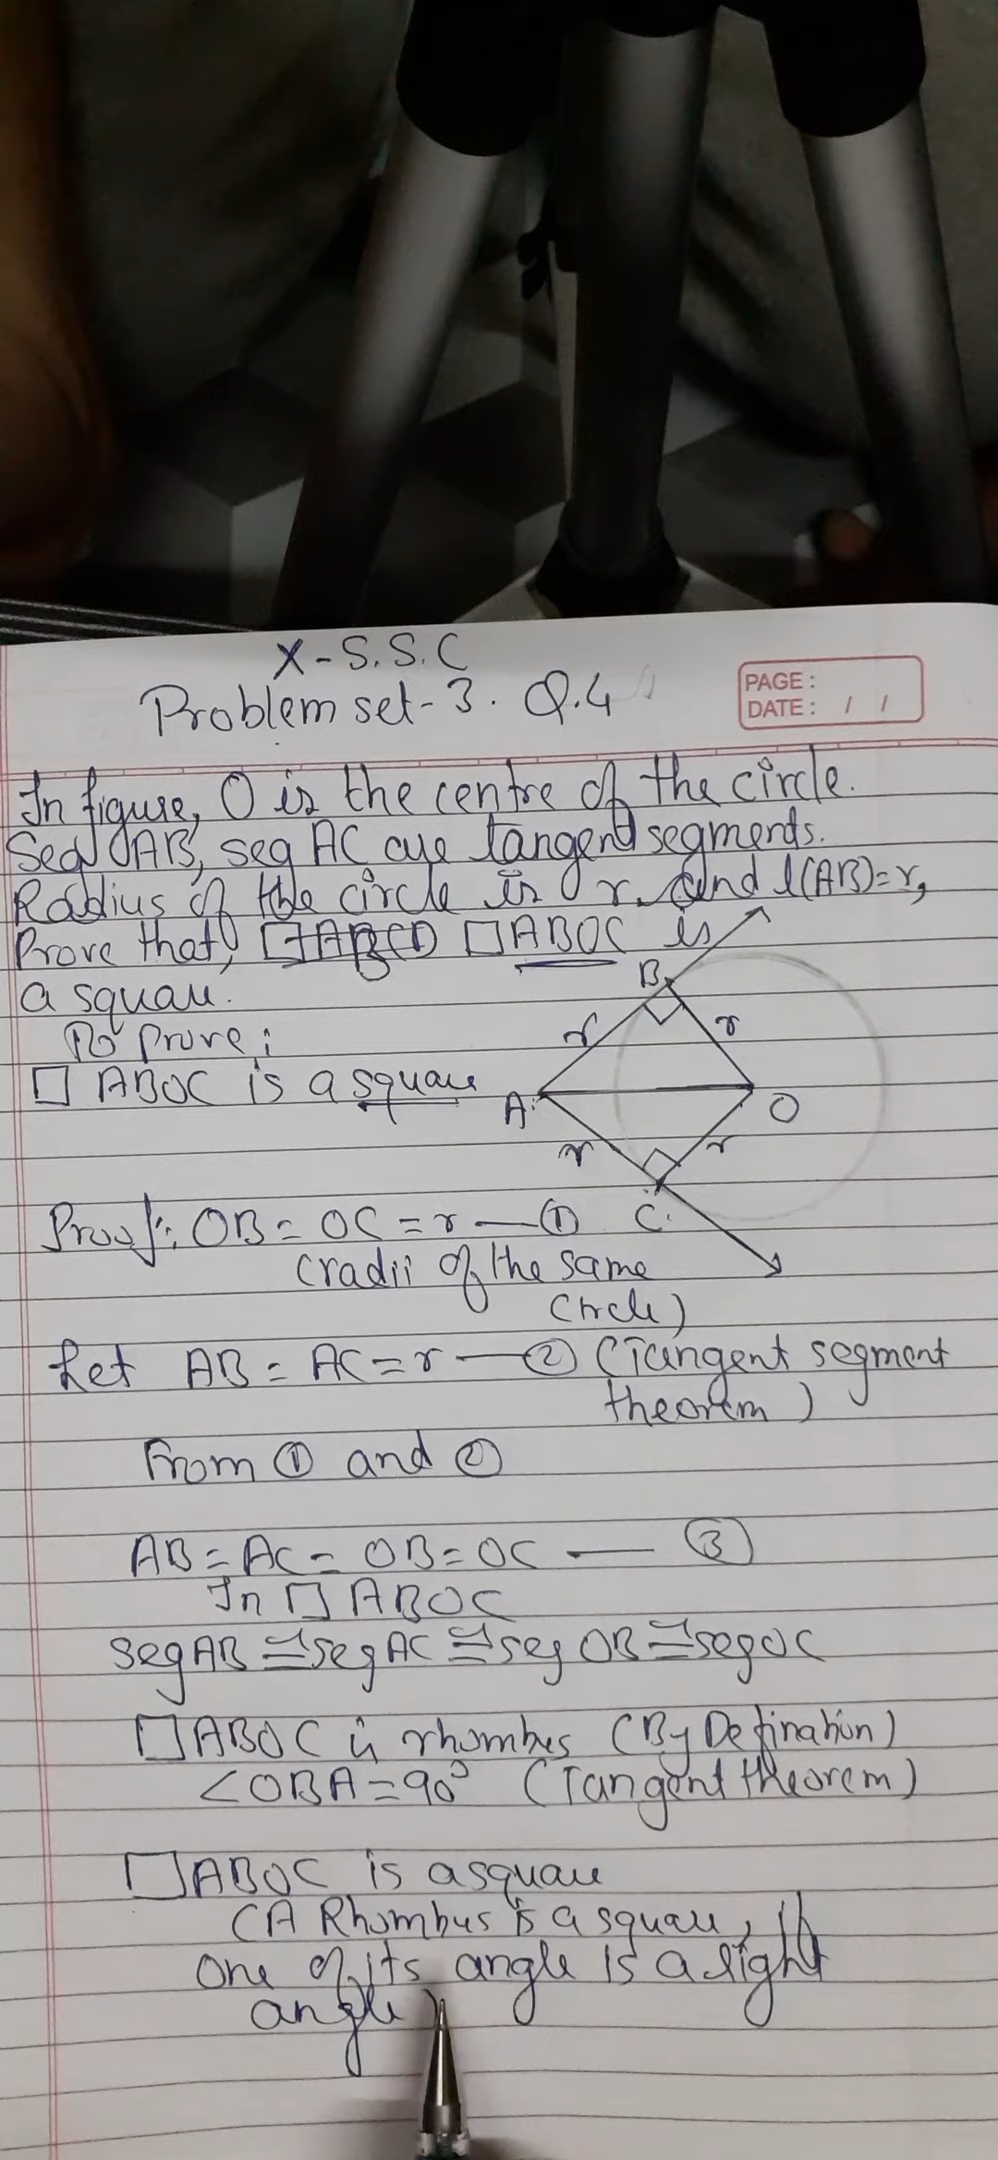 X-S.S.C
Problem set-3. Q.4
PAGE:
DATE: / /
In figure, O is the centre of the circle.
Seg AB, seg AC are tangent segments.
Radius of the circle is r and l(AB)=r,
Prove that, □ABCD □ABOC is
a square.
To prove:
□ ABOC is a square
B
r
r
A
O
r
r
C
Proof: OB = OC = r — ①
(radii of the same
circle)
Let AB = AC = r — ② (Tangent segment
theorem)
From ① and ②
AB = AC = OB = OC — ③
In □ ABOC
seg AB ≅ seg AC ≅ seg OB ≅ seg OC
□ABOC is rhombus (By Defination)
∠OBA = 90° (Tangent theorem)
□ABOC is a square
(A Rhombus is a square, if
one of its angle is a right
angle)